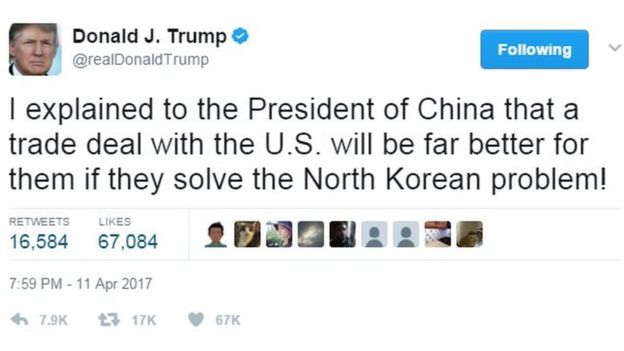 Donald J. Trump
@realDonaldTrump
Following
I explained to the President of China that a
trade deal with the U.S. will be far better for
them if they solve the North Korean problem!
RETWEETS LIKES
16,584 67,084
7:59 PM - 11 Apr 2017
7.9K 17K 67K